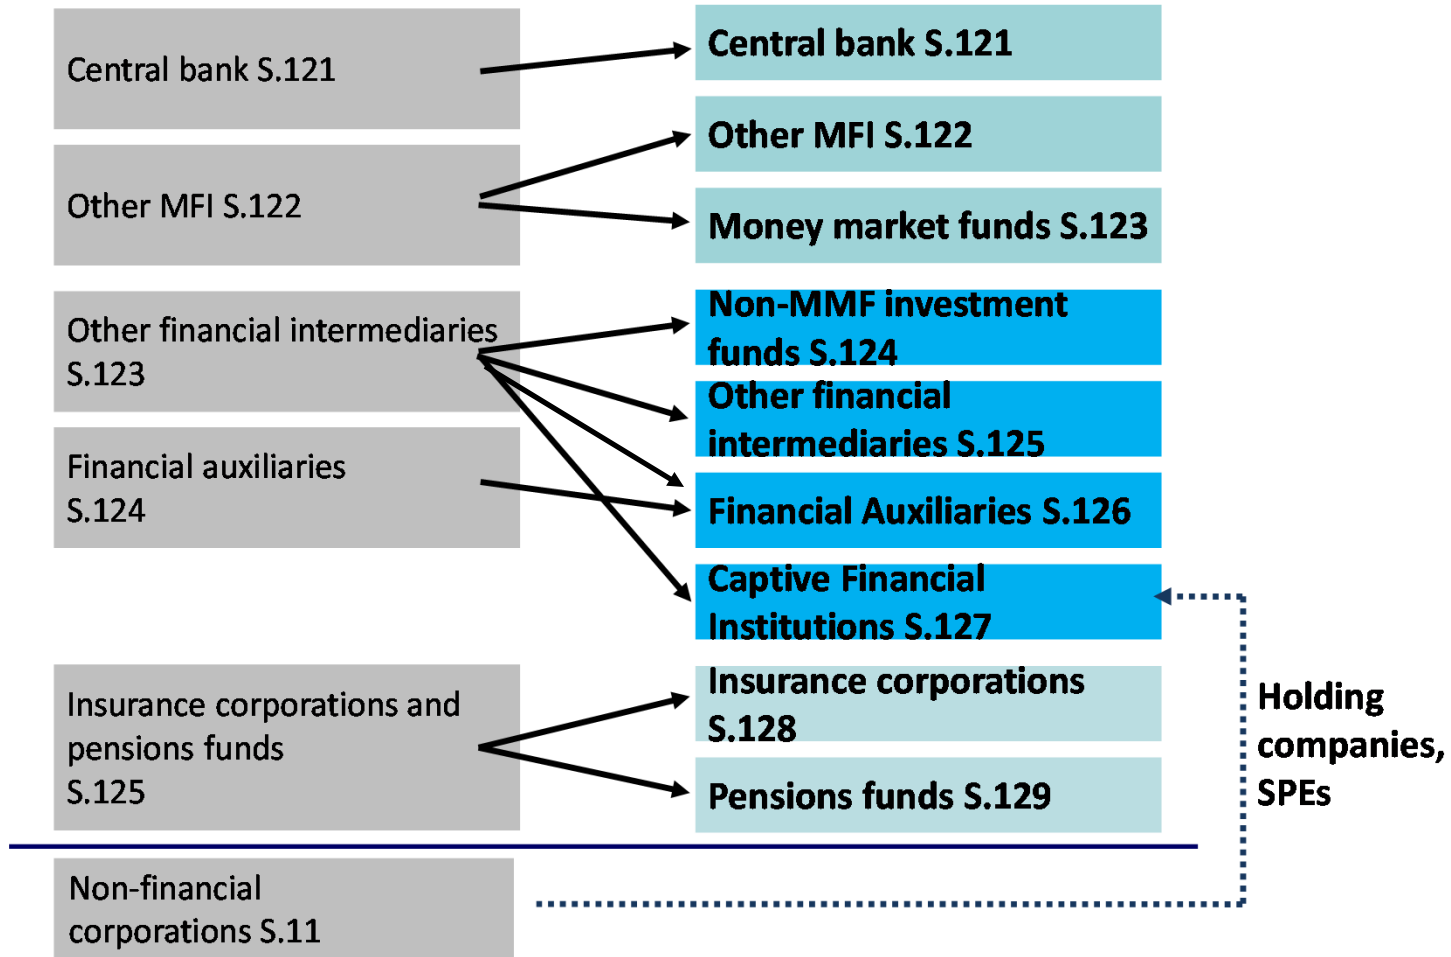 Central bank S.121
Other MFI S.122
Other financial intermediaries
S.123
Financial auxiliaries
S.124
Insurance corporations and
pensions funds
S.125
Non-financial
corporations S.11
Central bank S.121
Other MFI S.122
Money market funds S.123
Non-MMF investment
funds S.124
Other financial
intermediaries S.125
Financial Auxiliaries S.126
Captive Financial
Institutions S.127
Insurance corporations
S.128
Pensions funds S.129
Holding
companies,
SPEs